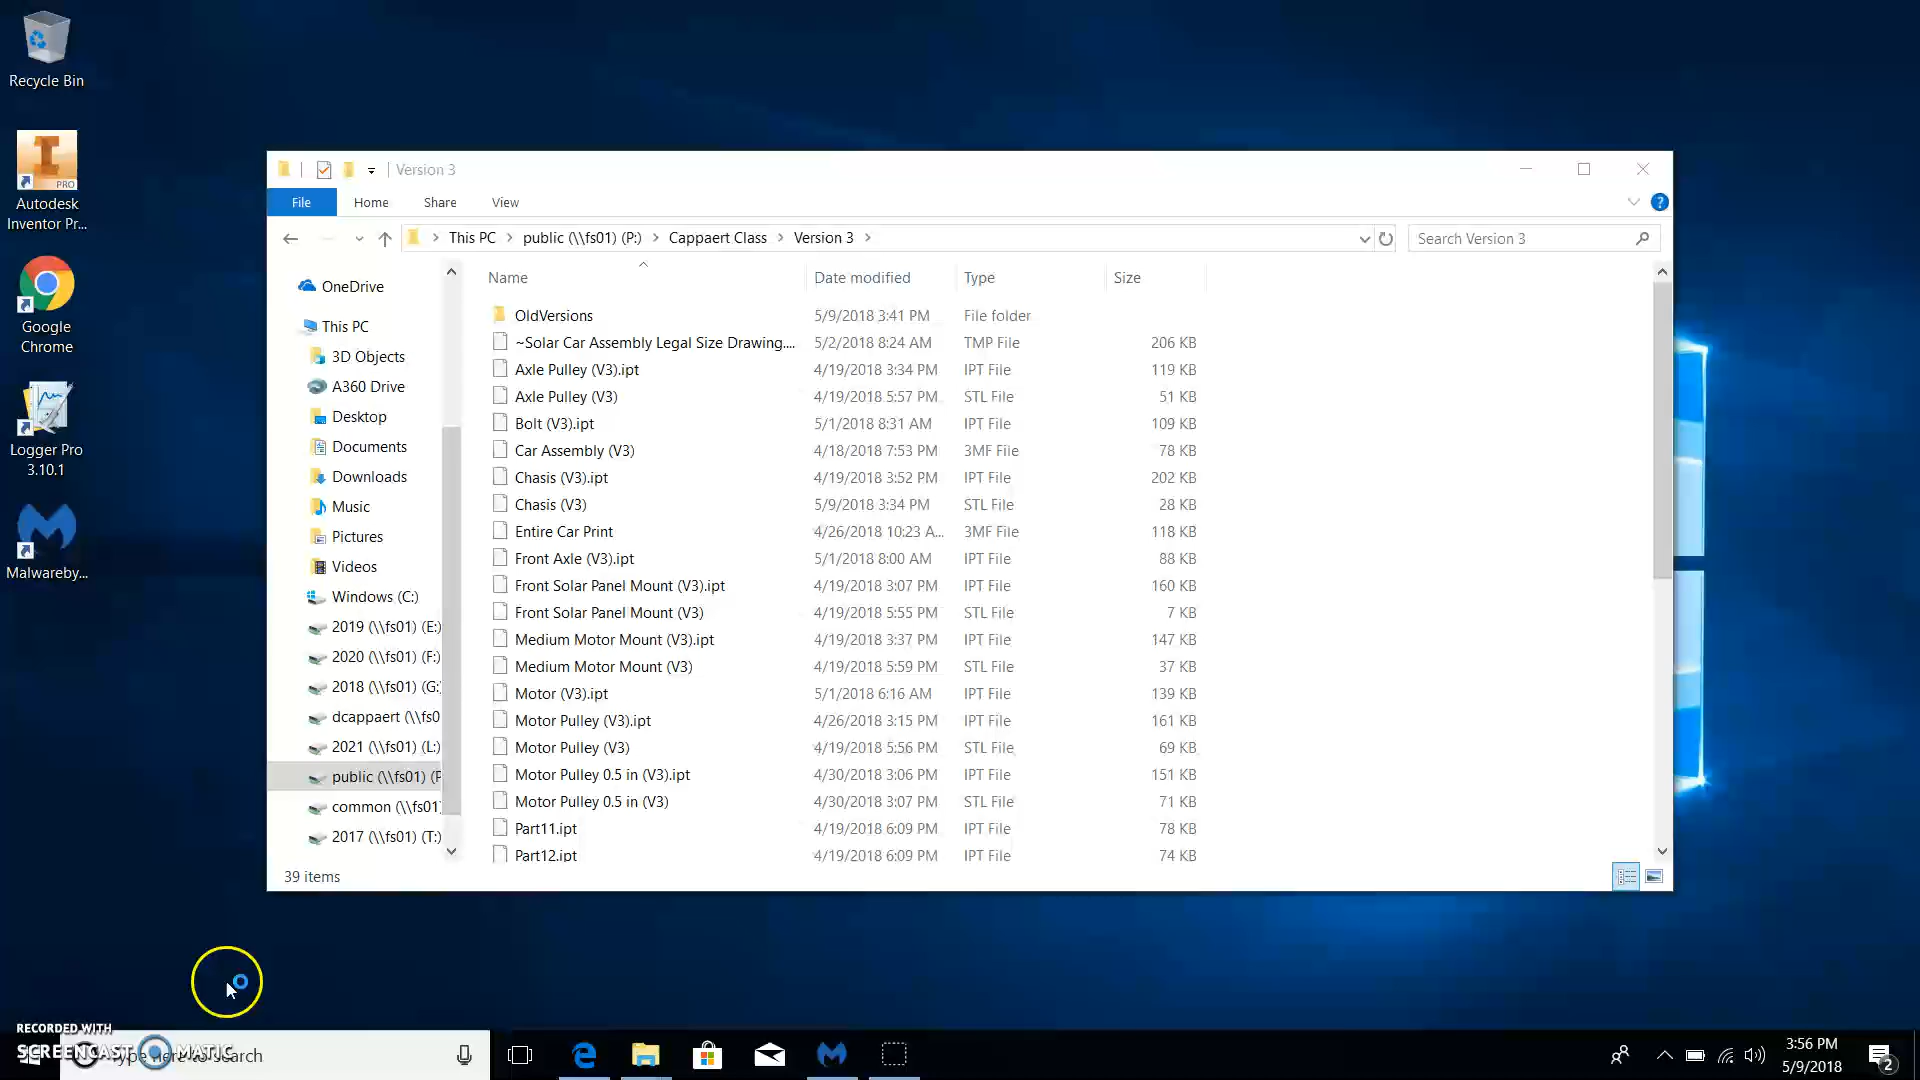 Recycle Bin
PRO
Autodesk
Inventor Pr...
Google
Chrome
Logger Pro
3.10.1
Malwareby...
Version 3
File
Home
Share
View
?
This PC
public (\\fs01) (P:)
Cappaert Class
Version 3
Search Version 3
OneDrive
This PC
3D Objects
A360 Drive
Desktop
Documents
Downloads
Music
Pictures
Videos
Windows (C:)
2019 (\\fs01) (E:)
2020 (\\fs01) (F:)
2018 (\\fs01) (G:
dcappaert (\\fs0
2021 (\\fs01) (L:)
public (\\fs01) (P
common (\\fs01)
2017 (\\fs01) (T:)
Name Date modified Type Size
OldVersions 5/9/2018 3:41 PM File folder
~Solar Car Assembly Legal Size Drawing.... 5/2/2018 8:24 AM TMP File 206 KB
Axle Pulley (V3).ipt 4/19/2018 3:34 PM IPT File 119 KB
Axle Pulley (V3) 4/19/2018 5:57 PM STL File 51 KB
Bolt (V3).ipt 5/1/2018 8:31 AM IPT File 109 KB
Car Assembly (V3) 4/18/2018 7:53 PM 3MF File 78 KB
Chasis (V3).ipt 4/19/2018 3:52 PM IPT File 202 KB
Chasis (V3) 5/9/2018 3:34 PM STL File 28 KB
Entire Car Print 4/26/2018 10:23 A... 3MF File 118 KB
Front Axle (V3).ipt 5/1/2018 8:00 AM IPT File 88 KB
Front Solar Panel Mount (V3).ipt 4/19/2018 3:07 PM IPT File 160 KB
Front Solar Panel Mount (V3) 4/19/2018 5:55 PM STL File 7 KB
Medium Motor Mount (V3).ipt 4/19/2018 3:37 PM IPT File 147 KB
Medium Motor Mount (V3) 4/19/2018 5:59 PM STL File 37 KB
Motor (V3).ipt 5/1/2018 6:16 AM IPT File 139 KB
Motor Pulley (V3).ipt 4/26/2018 3:15 PM IPT File 161 KB
Motor Pulley (V3) 4/19/2018 5:56 PM STL File 69 KB
Motor Pulley 0.5 in (V3).ipt 4/30/2018 3:06 PM IPT File 151 KB
Motor Pulley 0.5 in (V3) 4/30/2018 3:07 PM STL File 71 KB
Part11.ipt 4/19/2018 6:09 PM IPT File 78 KB
Part12.ipt 4/19/2018 6:09 PM IPT File 74 KB
39 items
RECORDED WITH
SCREENCAST MATIC
Type here to search
3:56 PM
5/9/2018
2